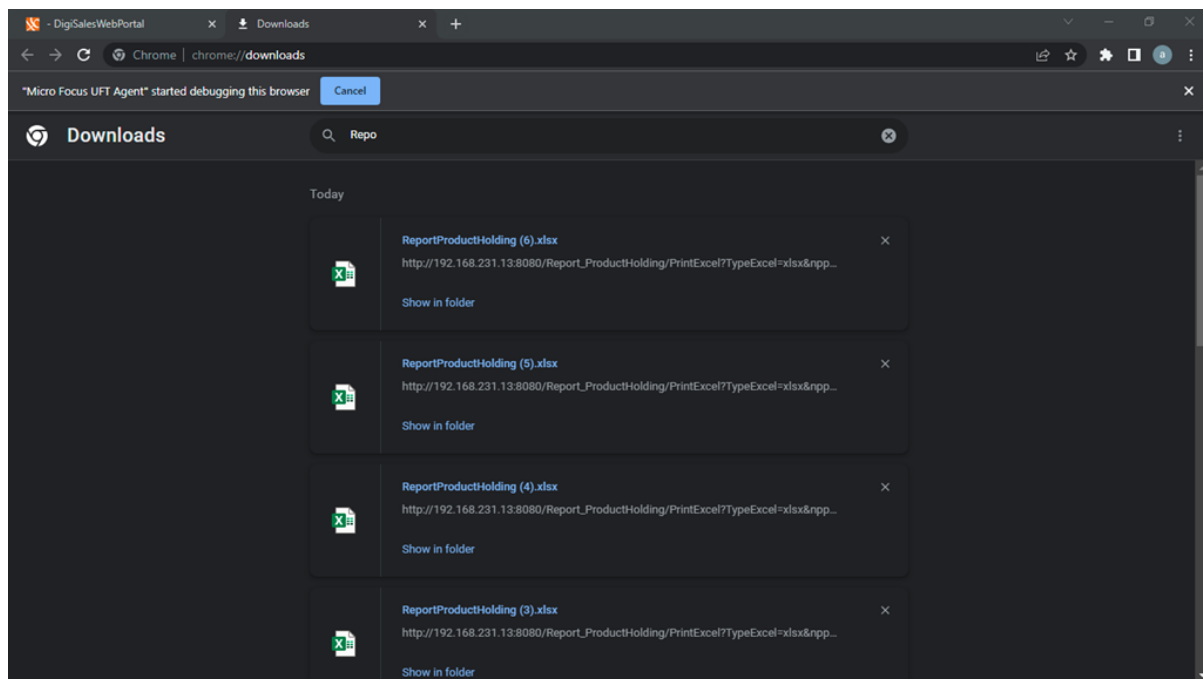 - DigiSalesWebPortal
Downloads
Chrome | chrome://downloads
a
"Micro Focus UFT Agent" started debugging this browser
Cancel
Downloads
Repo
Today
ReportProductHolding (6).xlsx
http://192.168.231.13:8080/Report_ProductHolding/PrintExcel?TypeExcel=xlsx&npp...
Show in folder
ReportProductHolding (5).xlsx
http://192.168.231.13:8080/Report_ProductHolding/PrintExcel?TypeExcel=xlsx&npp...
Show in folder
ReportProductHolding (4).xlsx
http://192.168.231.13:8080/Report_ProductHolding/PrintExcel?TypeExcel=xlsx&npp...
Show in folder
ReportProductHolding (3).xlsx
http://192.168.231.13:8080/Report_ProductHolding/PrintExcel?TypeExcel=xlsx&npp...
Show in folder